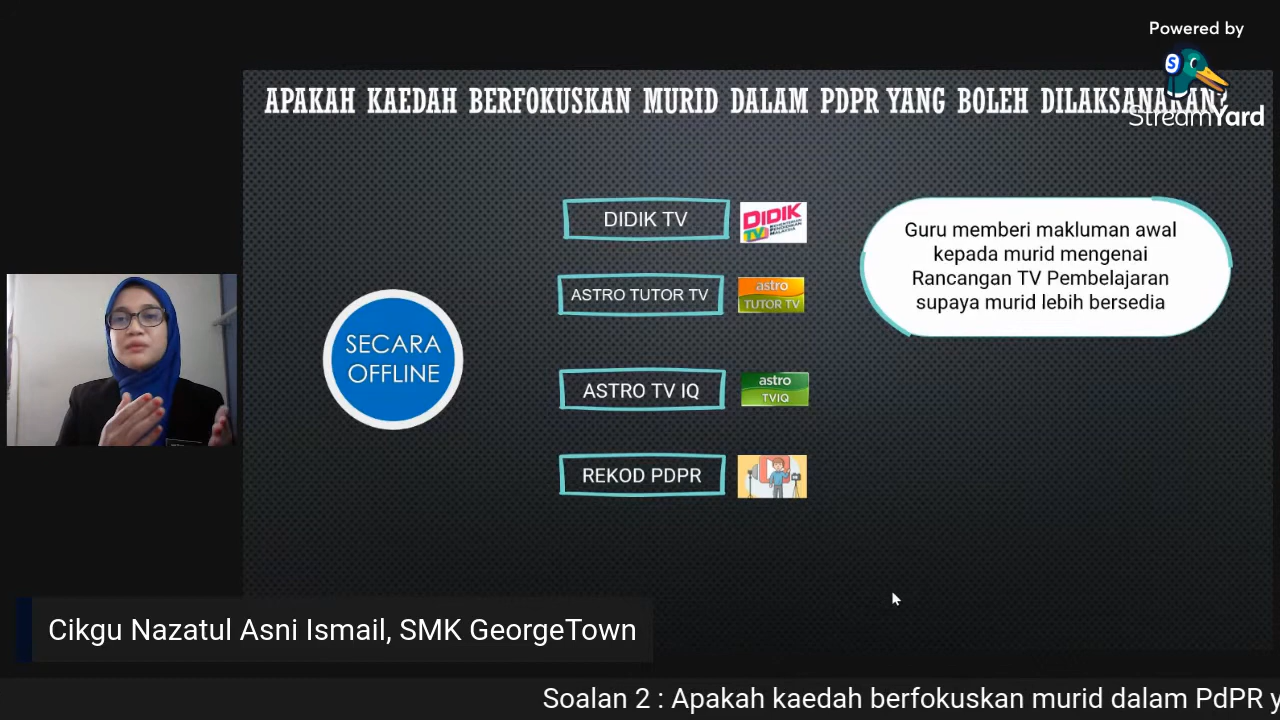 Powered by
StreamYard
APAKAH KAEDAH BERFOKUSKAN MURID DALAM PDPR YANG BOLEH DILAKSANAKAN?
DIDIK TV
DIDIK
TV
ASTRO TUTOR TV
astro
TUTOR TV
Guru memberi makluman awal
kepada murid mengenai
Rancangan TV Pembelajaran
supaya murid lebih bersedia
SECARA
OFFLINE
ASTRO TV IQ
astro
TVIQ
REKOD PDPR
Cikgu Nazatul Asni Ismail, SMK GeorgeTown
Soalan 2 : Apakah kaedah berfokuskan murid dalam PdPR y